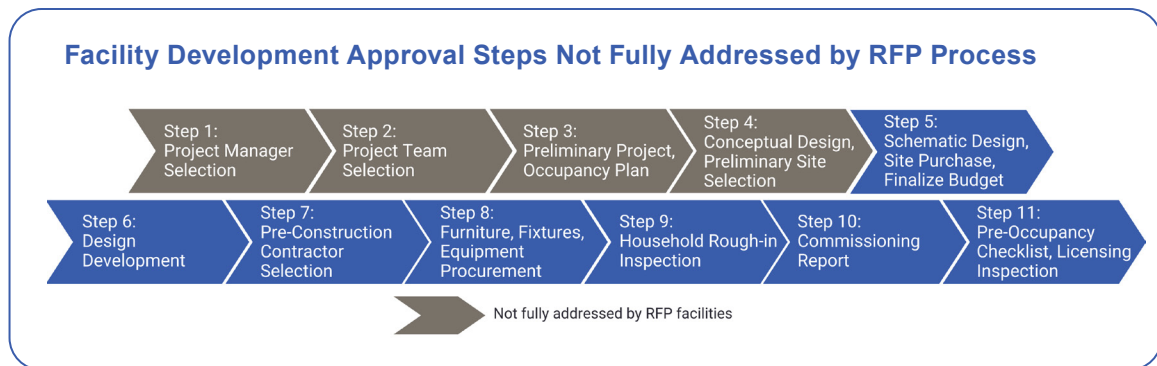 Facility Development Approval Steps Not Fully Addressed by RFP Process
Step 1:
Project Manager
Selection
Step 2:
Project Team
Selection
Step 3:
Preliminary Project,
Occupancy Plan
Step 4:
Conceptual Design,
Preliminary Site
Selection
Step 5:
Schematic Design,
Site Purchase,
Finalize Budget
Step 6:
Design
Development
Step 7:
Pre-Construction
Contractor
Selection
Step 8:
Furniture, Fixtures,
Equipment
Procurement
Step 9:
Household Rough-in
Inspection
Step 10:
Commissioning
Report
Step 11:
Pre-Occupancy
Checklist, Licensing
Inspection
Not fully addressed by RFP facilities